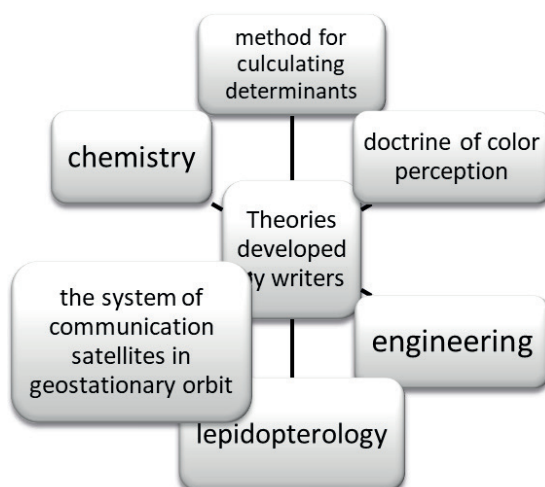 method for
culculating
determinants
chemistry
doctrine of color
perception
Theories
developed
by writers
the system of
communication
satellites in
geostationary orbit
engineering
lepidopterology